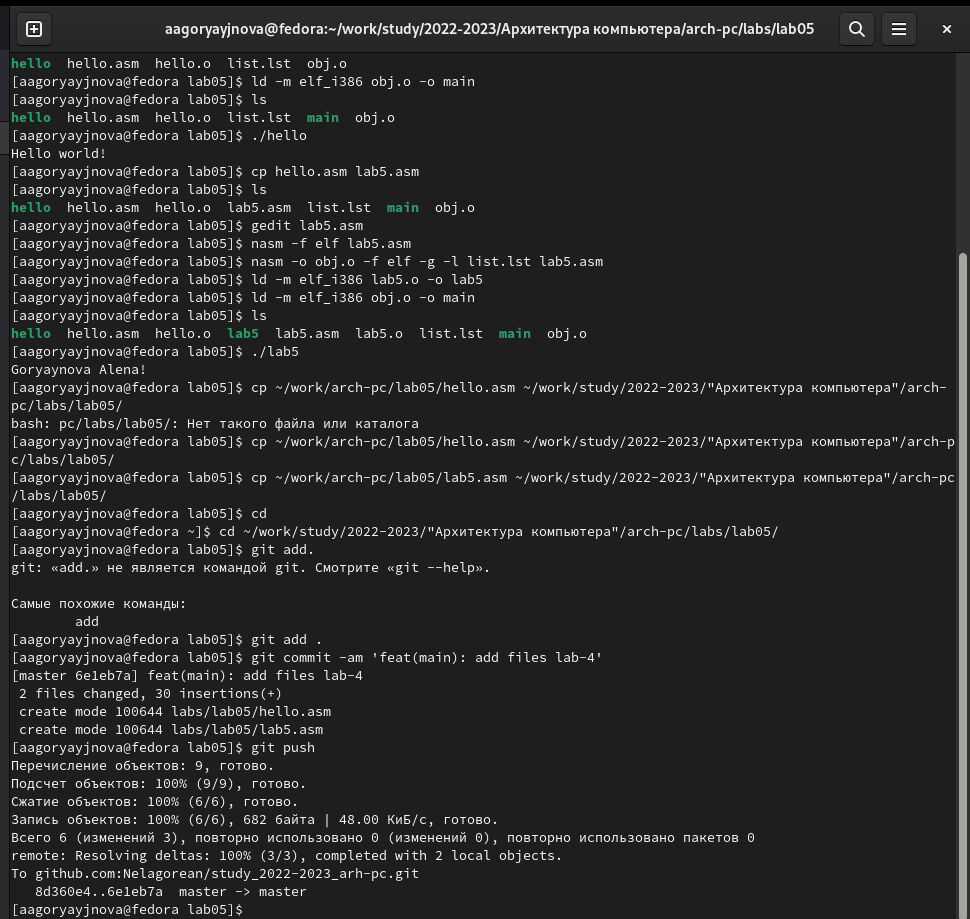 aagoryayjnova@fedora:~/work/study/2022-2023/Архитектура компьютера/arch-pc/labs/lab05
hello  hello.asm  hello.o  list.lst  obj.o
[aagoryayjnova@fedora lab05]$ ld -m elf_i386 obj.o -o main
[aagoryayjnova@fedora lab05]$ ls
hello  hello.asm  hello.o  list.lst  main  obj.o
[aagoryayjnova@fedora lab05]$ ./hello
Hello world!
[aagoryayjnova@fedora lab05]$ cp hello.asm lab5.asm
[aagoryayjnova@fedora lab05]$ ls
hello  hello.asm  hello.o  lab5.asm  list.lst  main  obj.o
[aagoryayjnova@fedora lab05]$ gedit lab5.asm
[aagoryayjnova@fedora lab05]$ nasm -f elf lab5.asm
[aagoryayjnova@fedora lab05]$ nasm -o obj.o -f elf -g -l list.lst lab5.asm
[aagoryayjnova@fedora lab05]$ ld -m elf_i386 lab5.o -o lab5
[aagoryayjnova@fedora lab05]$ ld -m elf_i386 obj.o -o main
[aagoryayjnova@fedora lab05]$ ls
hello  hello.asm  hello.o  lab5  lab5.asm  lab5.o  list.lst  main  obj.o
[aagoryayjnova@fedora lab05]$ ./lab5
Goryaynova Alena!
[aagoryayjnova@fedora lab05]$ cp ~/work/arch-pc/lab05/hello.asm ~/work/study/2022-2023/"Архитектура компьютера"/arch-
pc/labs/lab05/
bash: pc/labs/lab05/: Нет такого файла или каталога
[aagoryayjnova@fedora lab05]$ cp ~/work/arch-pc/lab05/hello.asm ~/work/study/2022-2023/"Архитектура компьютера"/arch-p
c/labs/lab05/
[aagoryayjnova@fedora lab05]$ cp ~/work/arch-pc/lab05/lab5.asm ~/work/study/2022-2023/"Архитектура компьютера"/arch-pc
/labs/lab05/
[aagoryayjnova@fedora lab05]$ cd
[aagoryayjnova@fedora ~]$ cd ~/work/study/2022-2023/"Архитектура компьютера"/arch-pc/labs/lab05/
[aagoryayjnova@fedora lab05]$ git add.
git: «add.» не является командой git. Смотрите «git --help».
Самые похожие команды:
        add
[aagoryayjnova@fedora lab05]$ git add .
[aagoryayjnova@fedora lab05]$ git commit -am 'feat(main): add files lab-4'
[master 6e1eb7a] feat(main): add files lab-4
 2 files changed, 30 insertions(+)
 create mode 100644 labs/lab05/hello.asm
 create mode 100644 labs/lab05/lab5.asm
[aagoryayjnova@fedora lab05]$ git push
Перечисление объектов: 9, готово.
Подсчет объектов: 100% (9/9), готово.
Сжатие объектов: 100% (6/6), готово.
Запись объектов: 100% (6/6), 682 байта | 48.00 КиБ/с, готово.
Всего 6 (изменений 3), повторно использовано 0 (изменений 0), повторно использовано пакетов 0
remote: Resolving deltas: 100% (3/3), completed with 2 local objects.
To github.com:Nelagorean/study_2022-2023_arh-pc.git
   8d360e4..6e1eb7a  master -> master
[aagoryayjnova@fedora lab05]$